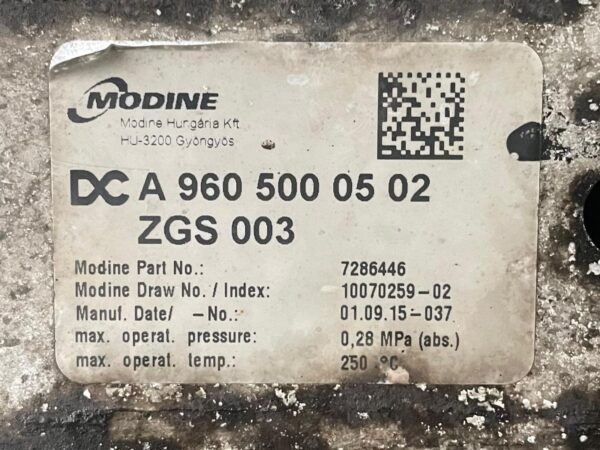 MODINE
Modine Hungária Kft
HU-3200 Gyöngyös
DC A 960 500 05 02
ZGS 003
Modine Part No.: 7286446
Modine Draw No. / Index: 10070259-02
Manuf. Date/ -No.: 01.09.15-037
max. operat. pressure: 0,28 MPa (abs.)
max. operat. temp.: 250 °C